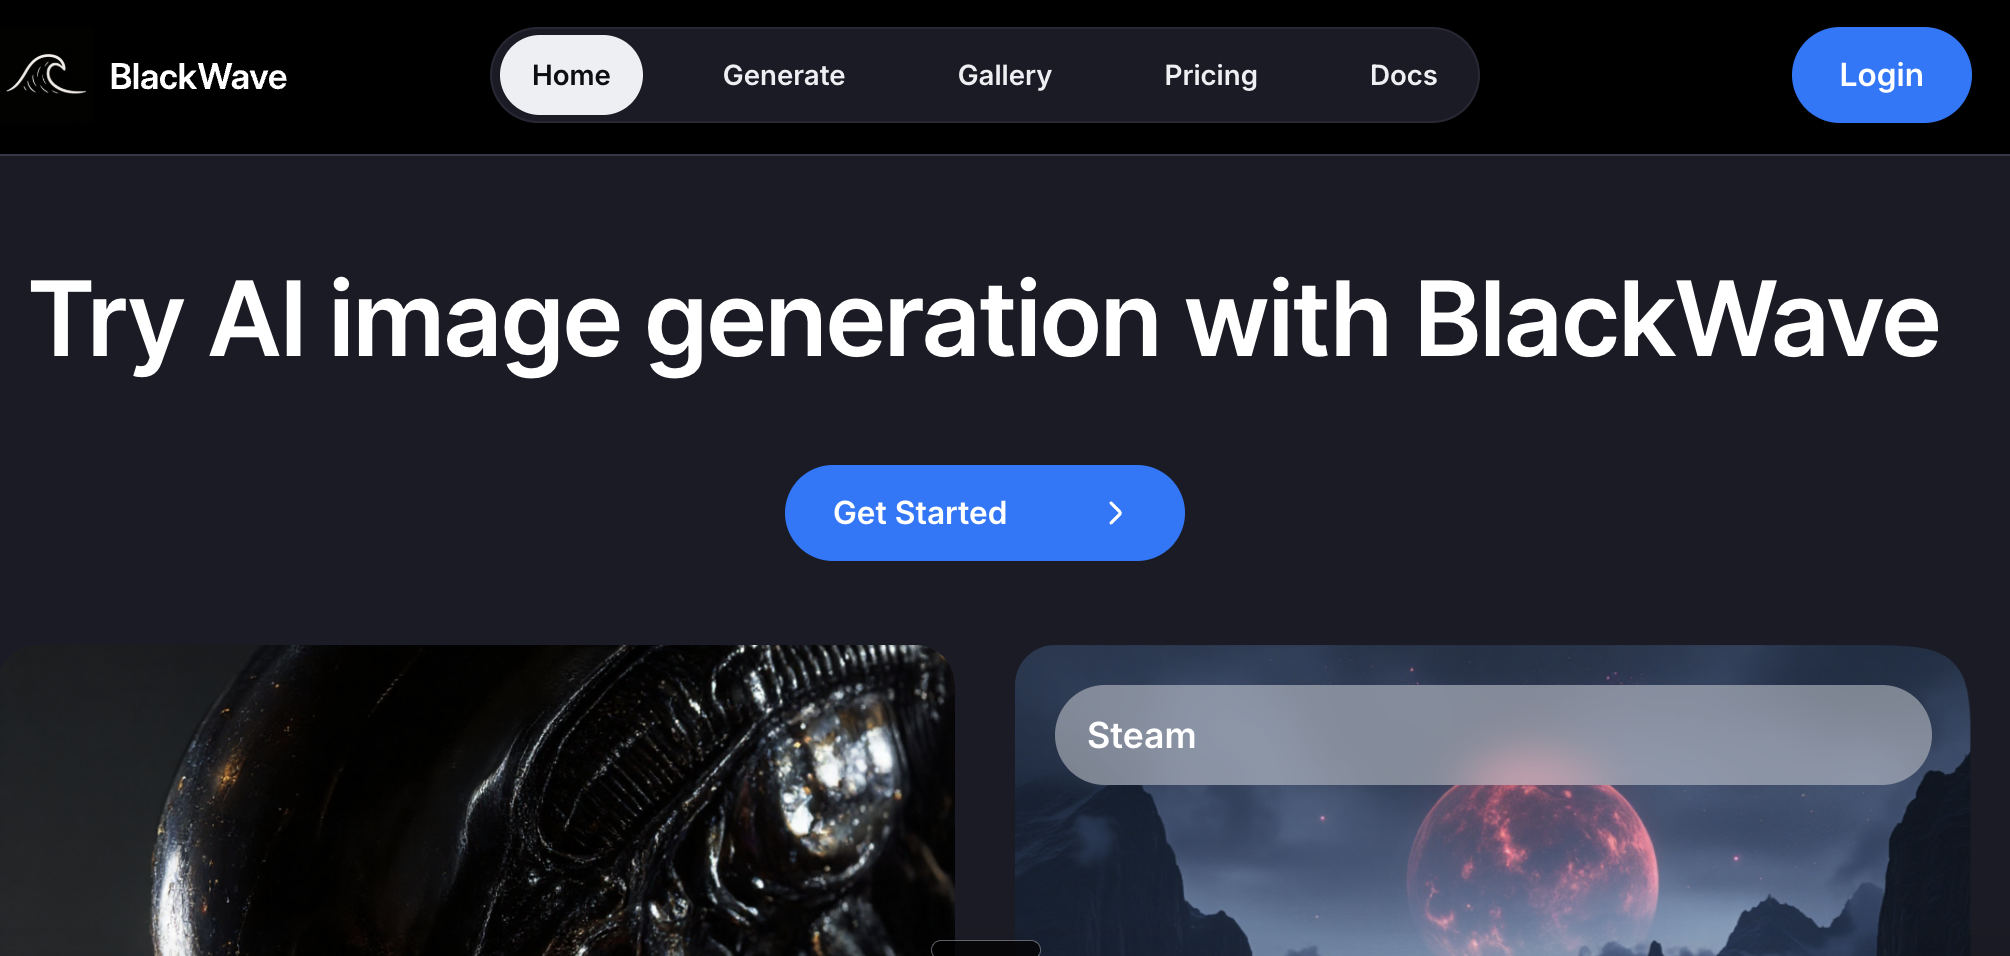 BlackWave
Home
Generate
Gallery
Pricing
Docs
Login
Try AI image generation with BlackWave
Get Started
Steam